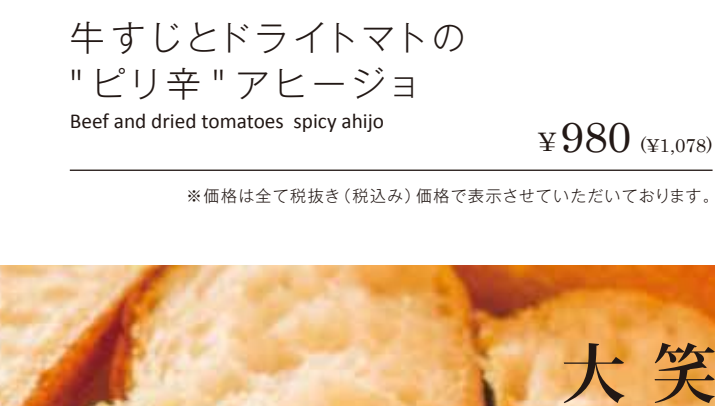 牛すじとドライトマトの
"ピリ辛"アヒージョ
Beef and dried tomatoes spicy ahijo
¥980 (¥1,078)
※価格は全て税抜き（税込み）価格で表示させていただいております。
大笑